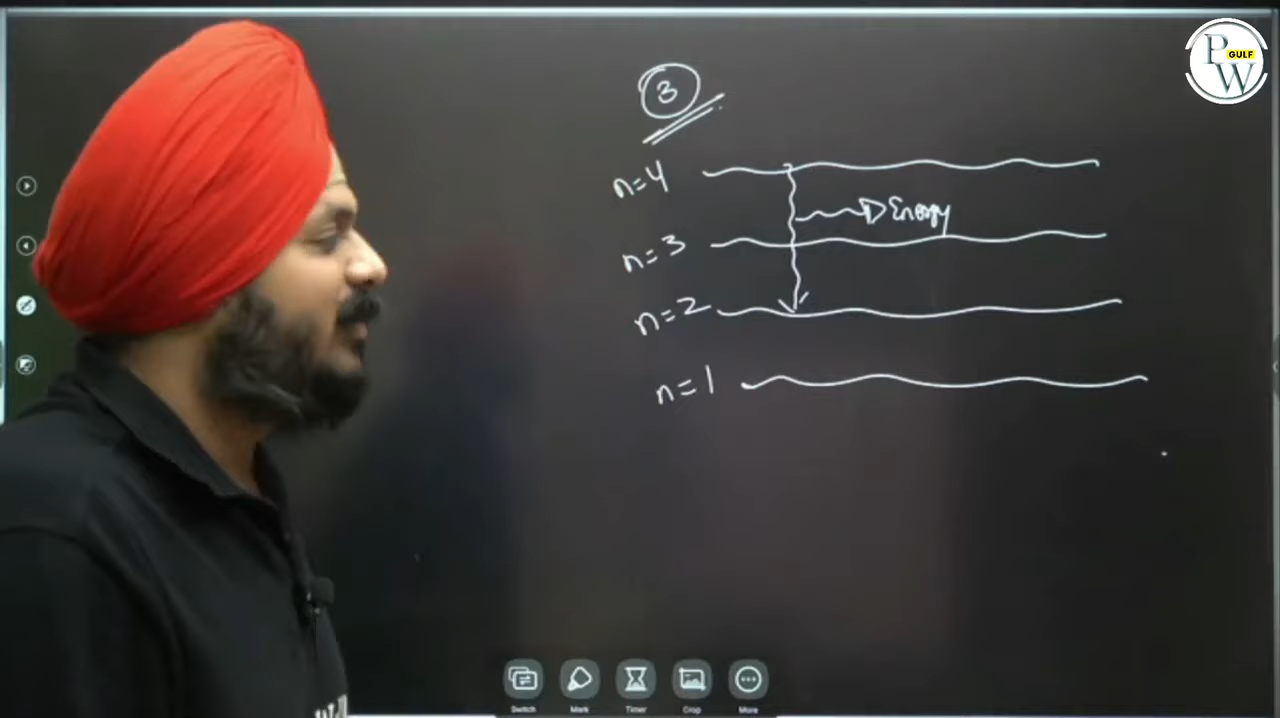 P
GULF
W
3
n=4
Energy
n=3
n=2
n=1
Switch
Mark
Timer
Crop
More